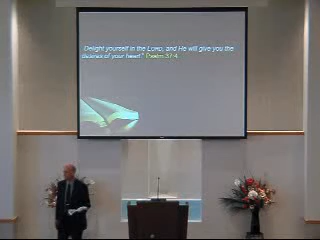 "Delight yourself in the LORD, and He will give you the
desires of your heart." Psalm 37:4